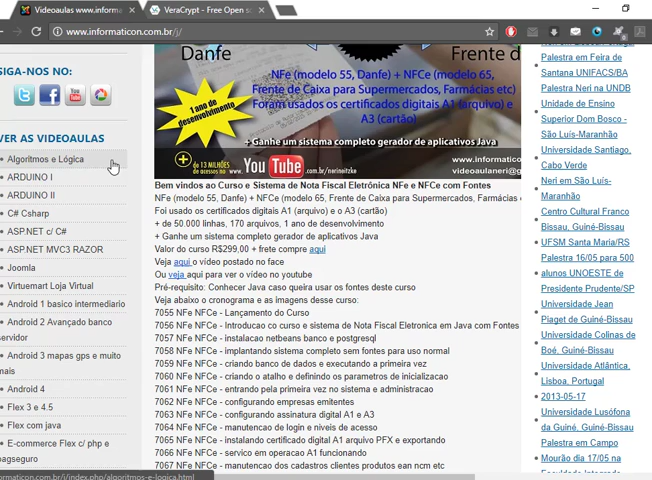 Videoaulas www.informati
VeraCrypt - Free Open so
www.informaticon.com.br/j/
SIGA-NOS NO:
VER AS VIDEOAULAS
Algoritmos e Lógica
ARDUINO I
ARDUINO II
C# Csharp
ASP.NET c/ C#
ASP.NET MVC3 RAZOR
Joomla
Virtuemart Loja Virtual
Android 1 basico intermediario
Android 2 Avançado banco
servidor
Android 3 mapas gps e muito
mais
Android 4
Flex 3 e 4.5
Flex com java
E-commerce Flex c/ php e
pagseguro
informaticon.com.br/j/index.php/algoritmos-e-logica.html
Danfe
Frente d
NFe (modelo 55, Danfe) + NFCe (modelo 65,
Frente de Caixa para Supermercados, Farmácias, etc)
Foram usados os certificados digitais A1 (arquivo) e o
A3 (cartão)
1 ano de
desenvolvimento
+ Ganhe um sistema completo gerador de aplicativos Java
+ de 13 MILHÕES
de acessos no
YouTube
.com.br/nerineitzke
www.informatico
videoaulaneri@g
Bem vindos ao Curso e Sistema de Nota Fiscal Eletrônica NFe e NFCe com Fontes
NFe (modelo 55, Danfe) + NFCe (modelo 65, Frente de Caixa para Supermercados, Farmácias
Foi usado os certificados digitais A1 (arquivo) e o A3 (cartão)
+ de 50.000 linhas, 170 arquivos, 1 ano de desenvolvimento
+ Ganhe um sistema completo gerador de aplicativos Java
Valor do curso R$299,00 + frete compre aqui
Veja aqui o vídeo postado no face
Ou veja aqui para ver o vídeo no youtube
Pré-requisito: Conhecer Java caso queira usar os fontes deste curso
Veja abaixo o cronograma e as imagens desse curso:
7055 NFe NFCe - Lançamento do Curso
7056 NFe NFCe - Introducao co curso e sistema de Nota Fiscal Eletronica em Java com Fontes
7057 NFe NFCe - instalacao netbeans banco e postgresql
7058 NFe NFCe - implantando sistema completo sem fontes para uso normal
7059 NFe NFCe - criando banco de dados e executando a primeira vez
7060 NFe NFCe - criando o atalho e definindo os parametros de inicializacao
7061 NFe NFCe - entrando pela primeira vez no sistema e administracao
7062 NFe NFCe - configurando empresas emitentes
7063 NFe NFCe - configurando assinatura digital A1 e A3
7064 NFe NFCe - manutencao de login e niveis de acesso
7065 NFe NFCe - instalando certificado digital A1 arquivo PFX e exportando
7066 NFe NFCe - servico em operacao A1 funcionando
7067 NFe NFCe - manutencao dos cadastros clientes produtos ean ncm etc
Palestra em Feira de
Santana UNIFACS/BA
Palestra Neri na UNDB
Unidade de Ensino
Superior Dom Bosco -
São Luís-Maranhão
Universidade Santiago,
Cabo Verde
Neri em São Luís-
Maranhão
Centro Cultural Franco
Bissau, Guiné-Bissau
UFSM Santa Maria/RS
Palestra 16/05 para 500
alunos UNOESTE de
Presidente Prudente/SP
Universidade Jean
Piaget de Guiné-Bissau
Universidade Colinas de
Boé, Guiné-Bissau
Universidade Atlântica,
Lisboa, Portugal
2013-05-17
Universidade Lusófona
da Guiné, Guiné-Bissau
Palestra em Campo
Mourão dia 17/05 na